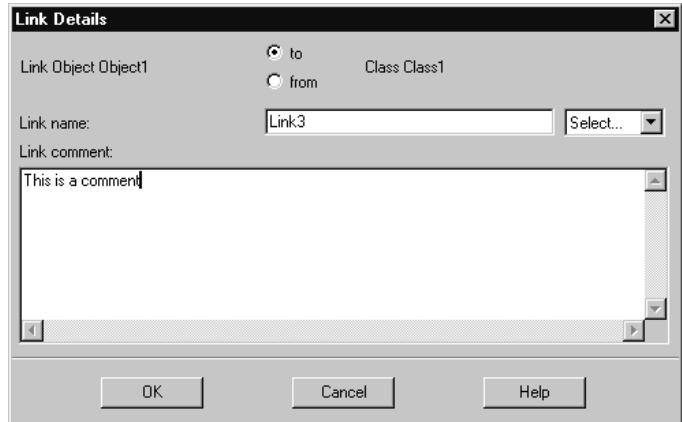 Link Details
to
Link Object Object1 Class Class1
from
Link name: Link3 Select...
Link comment:
This is a comment
OK Cancel Help